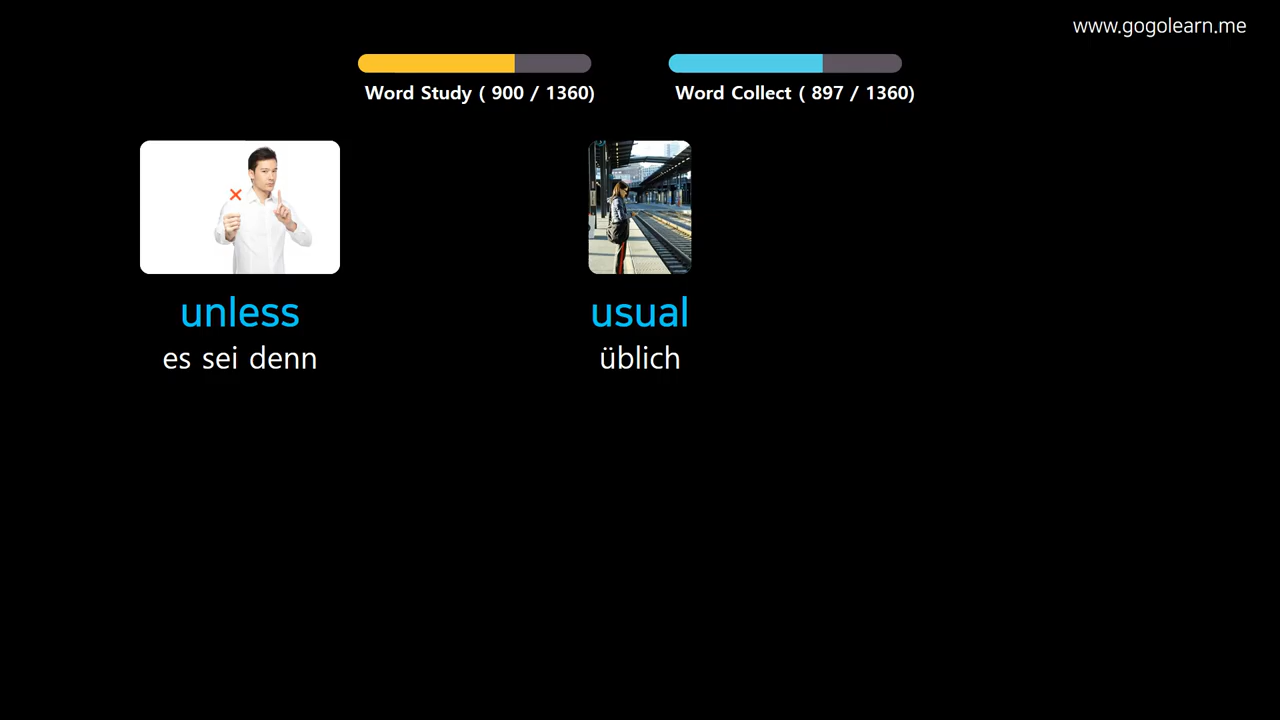 www.gogolearn.me
Word Study ( 900 / 1360)
Word Collect ( 897 / 1360)
unless
es sei denn
usual
üblich